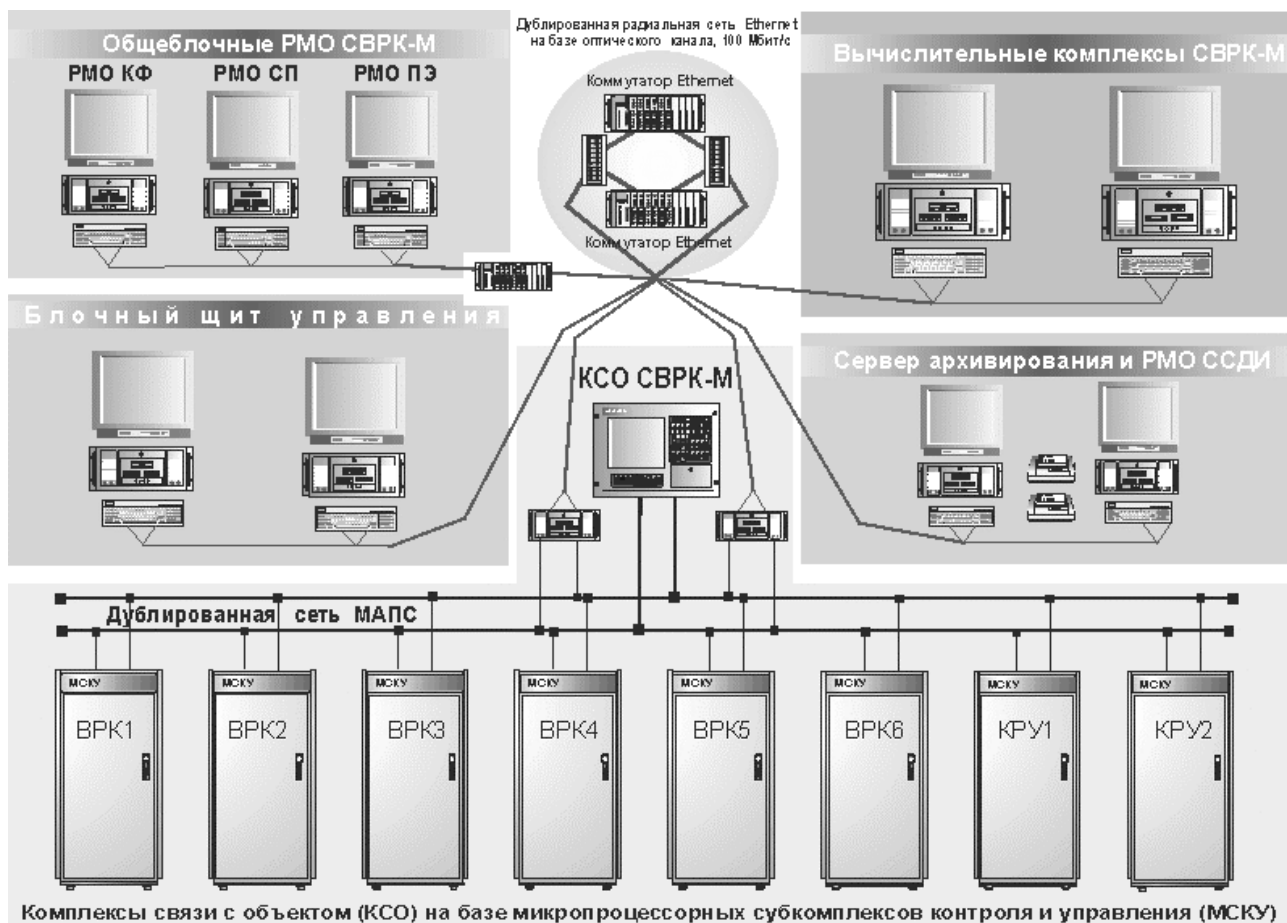 Дублированная радиальная сеть Ethernet
на базе оптического канала, 100 Мбит/с
Общеблочные РМО СВРК-М
РМО КФ РМО СП РМО ПЭ
Коммутатор Ethernet
Коммутатор Ethernet
Вычислительные комплексы СВРК-М
Блочный щит управления
КСО СВРК-М
Сервер архивирования и РМО ССДИ
Дублированная сеть МАПС
МСКУ МСКУ МСКУ МСКУ МСКУ МСКУ МСКУ МСКУ
ВРК1 ВРК2 ВРК3 ВРК4 ВРК5 ВРК6 КРУ1 КРУ2
Комплексы связи с объектом (КСО) на базе микропроцессорных субкомплексов контроля и управления (МСКУ)